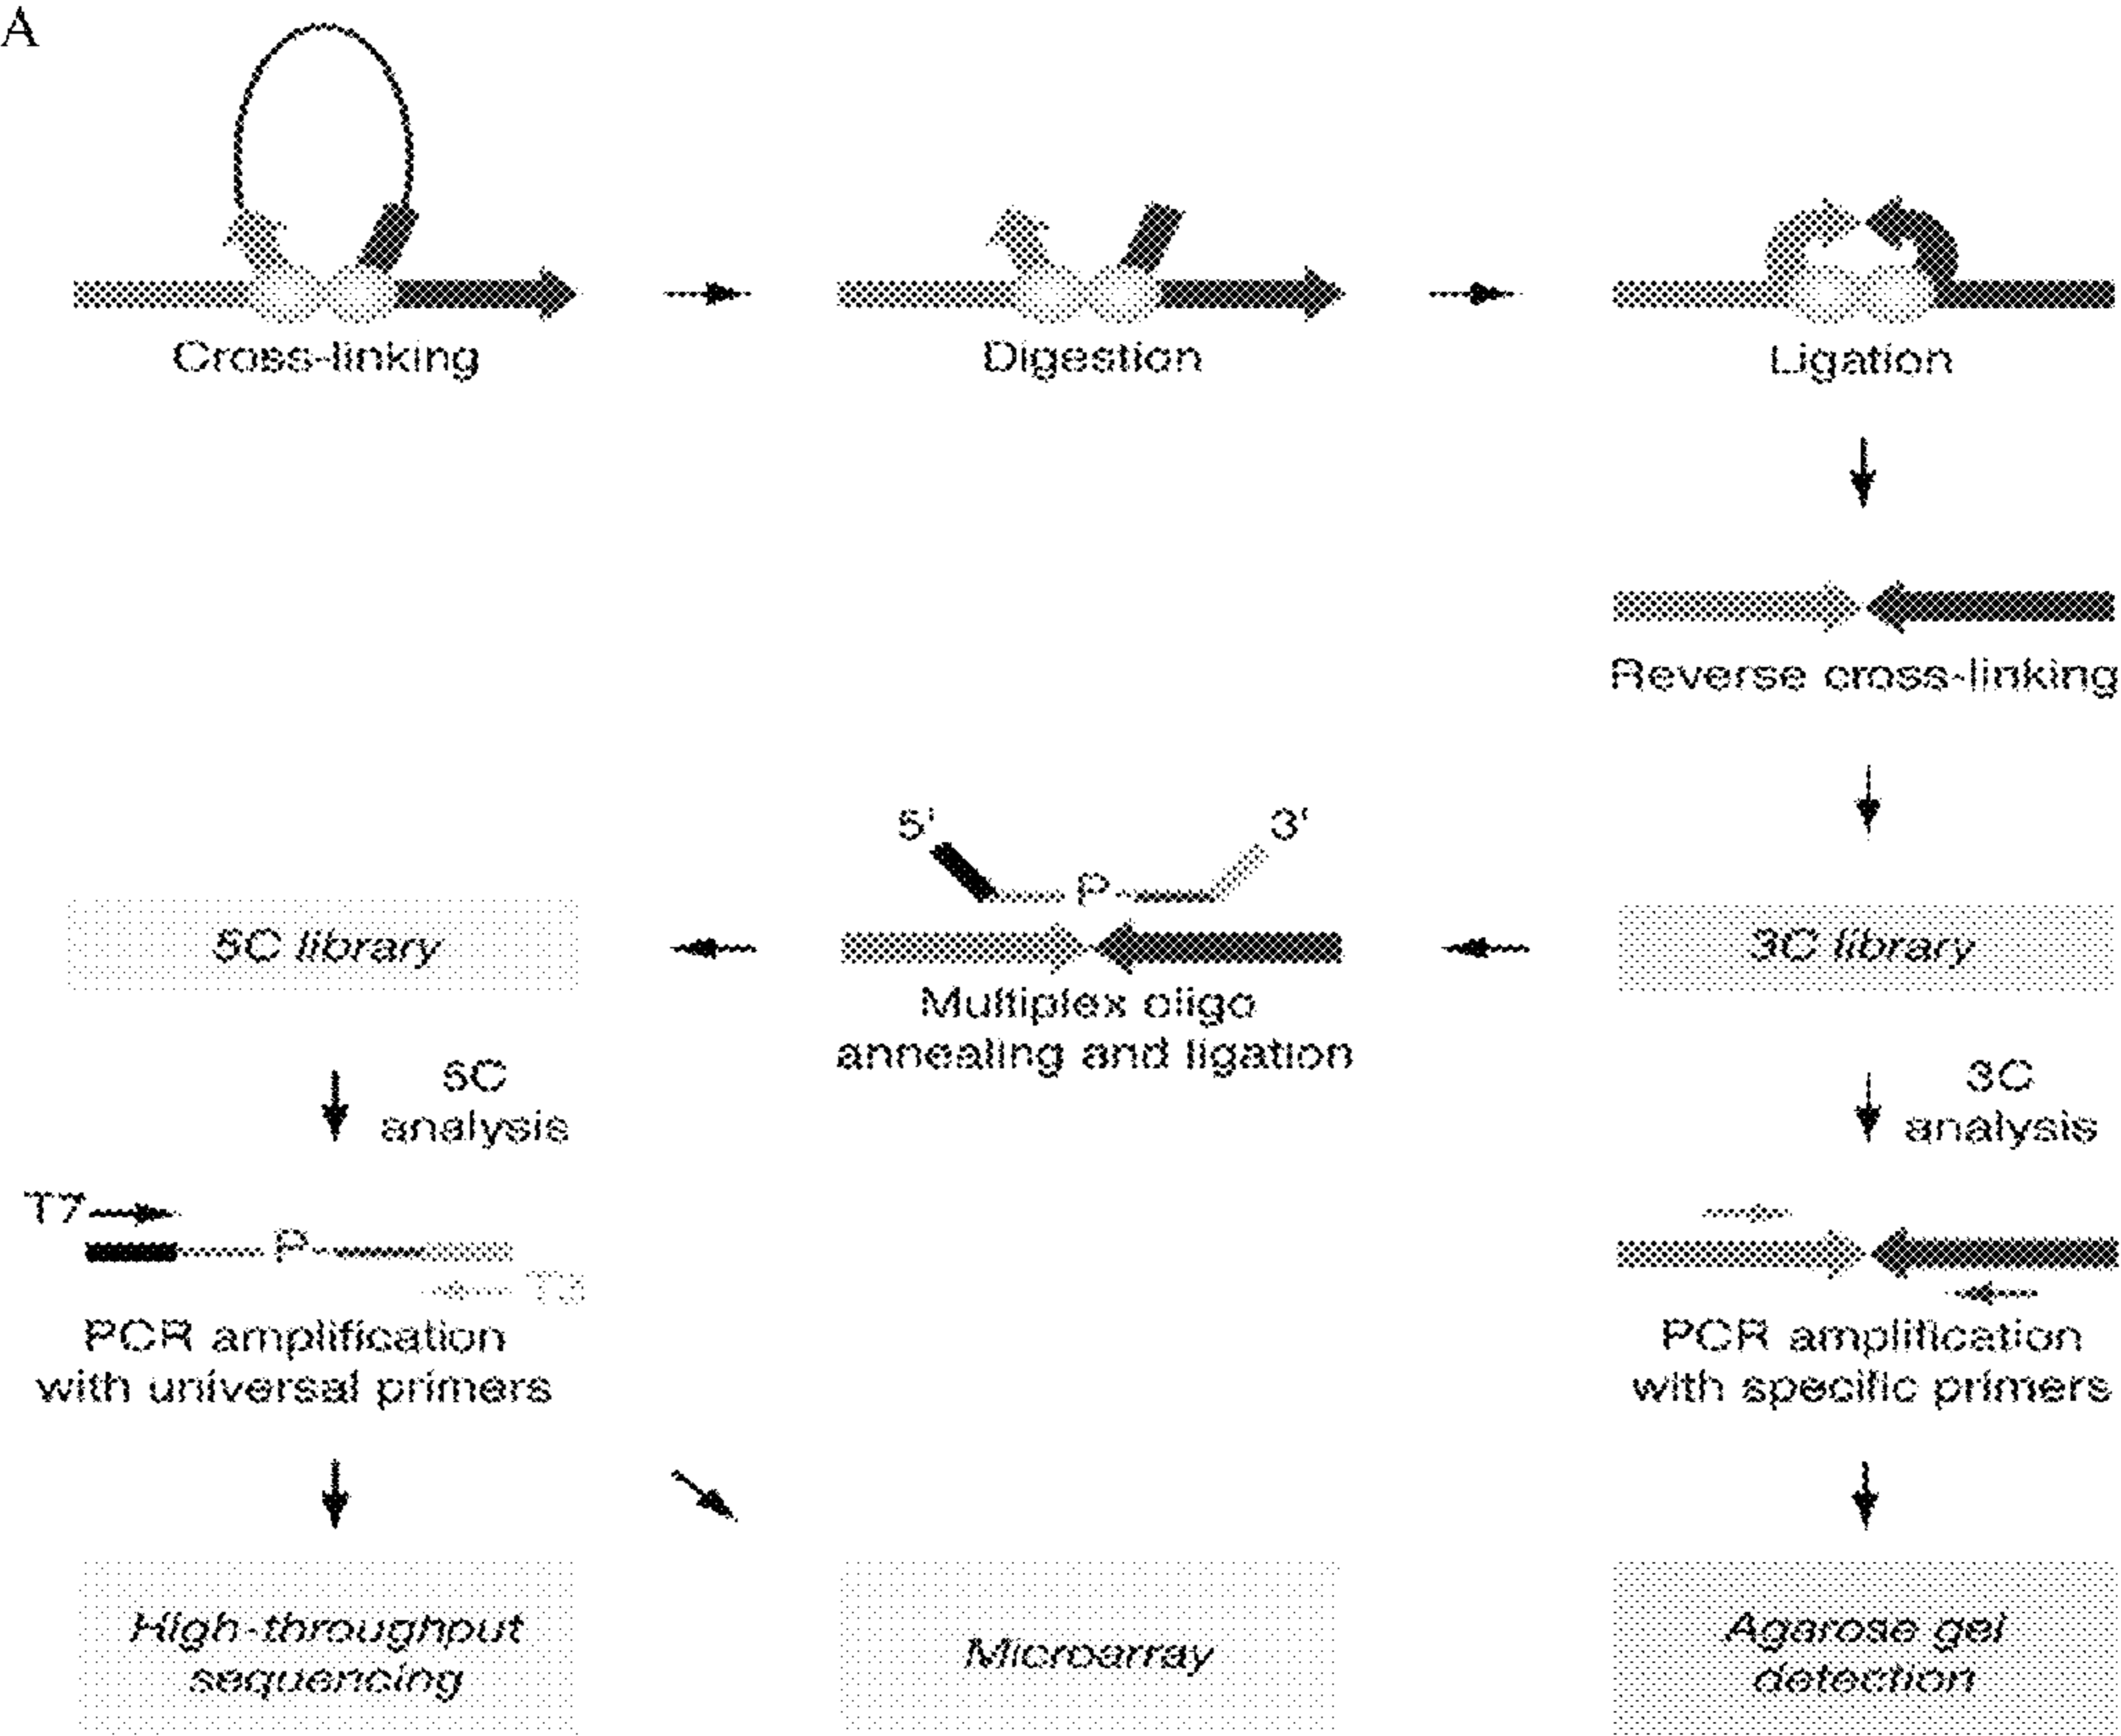 A
Cross-linking
Digestion
Ligation
Reverse cross-linking
5'
3'
P
5C library
3C library
Multiplex oligo
annealing and ligation
5C
analysis
3C
analysis
T7
P
T3
PCR amplification
with universal primers
PCR amplification
with specific primers
High-throughput
sequencing
Microarray
Agarose gel
detection